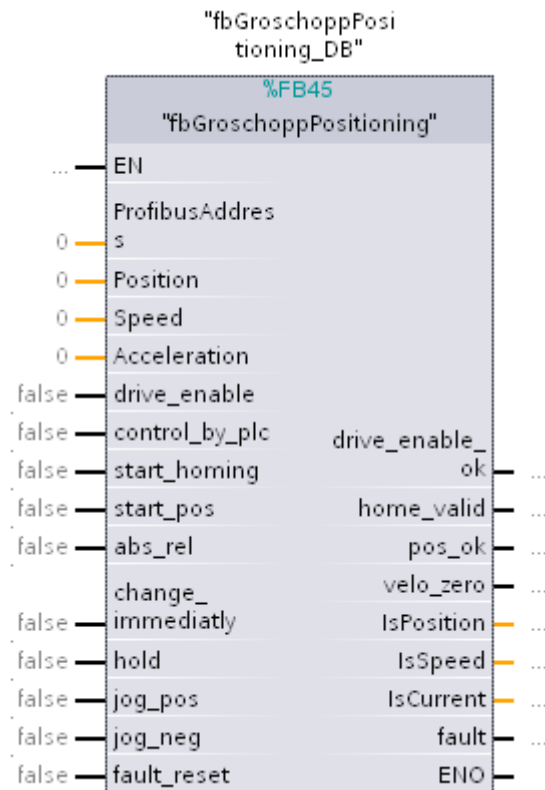 "fbGroschoppPosi
tioning_DB"
%FB45
"fbGroschoppPositioning"
... EN
ProfibusAddres
0 s
0 Position
0 Speed
0 Acceleration
false drive_enable
false control_by_plc drive_enable_
false start_homing ok ...
false start_pos home_valid ...
false abs_rel pos_ok ...
change_ velo_zero ...
false immediatly IsPosition ...
false hold IsSpeed ...
false jog_pos IsCurrent ...
false jog_neg fault ...
false fault_reset ENO